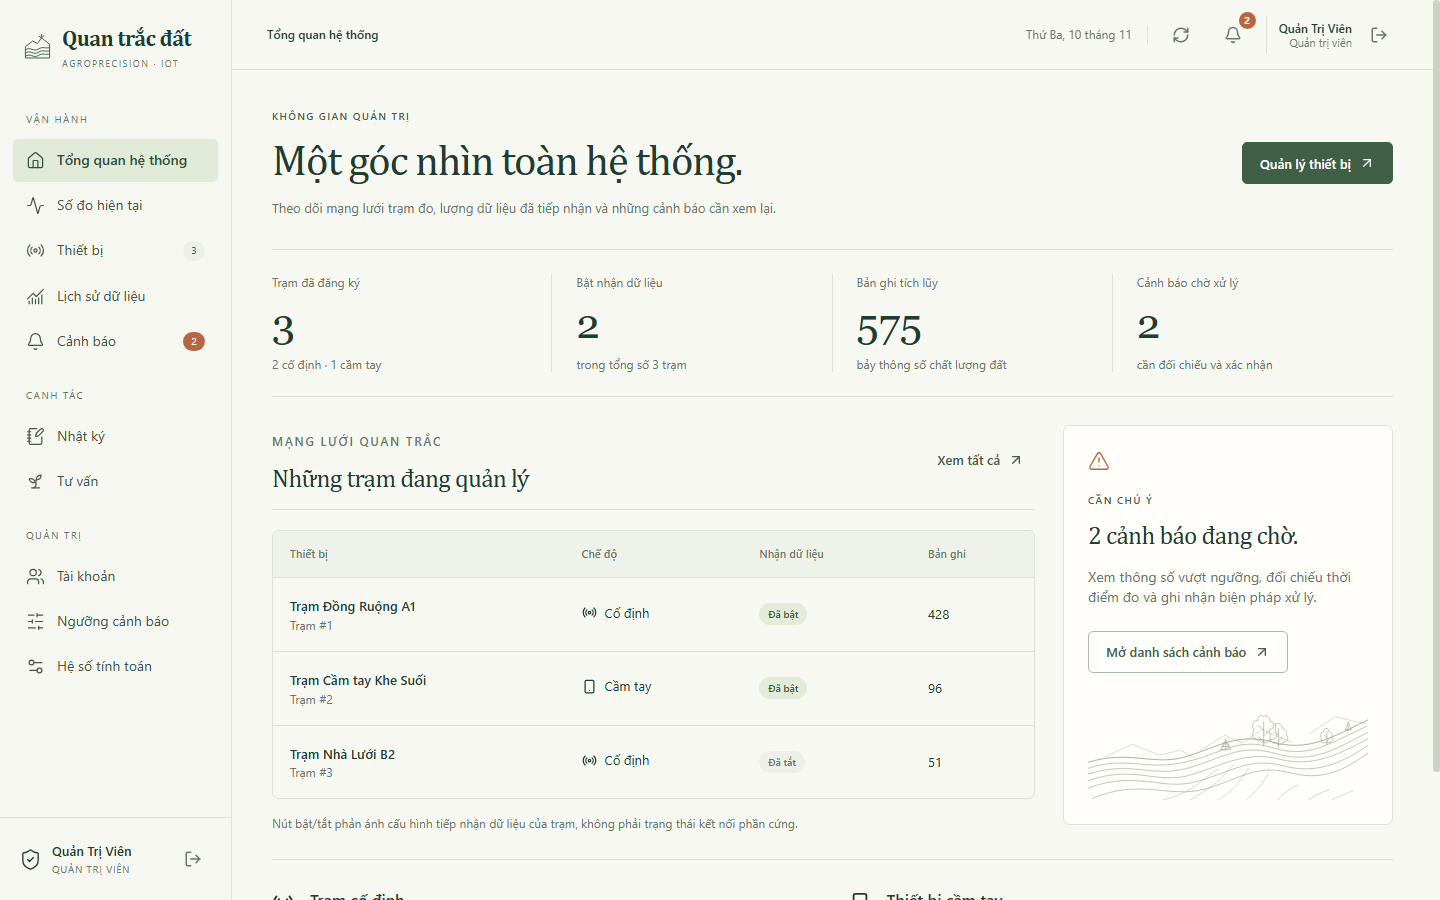 Quan trắc đất
AGROPRECISION · IOT
VẬN HÀNH
Tổng quan hệ thống
Số đo hiện tại
Thiết bị
3
Lịch sử dữ liệu
Cảnh báo
2
CANH TÁC
Nhật ký
Tư vấn
QUẢN TRỊ
Tài khoản
Ngưỡng cảnh báo
Hệ số tính toán
Quản Trị Viên
QUẢN TRỊ VIÊN
Tổng quan hệ thống
Thứ Ba, 10 tháng 11
2
Quản Trị Viên
Quản trị viên
KHÔNG GIAN QUẢN TRỊ
Một góc nhìn toàn hệ thống.
Quản lý thiết bị
Theo dõi mạng lưới trạm đo, lượng dữ liệu đã tiếp nhận và những cảnh báo cần xem lại.
Trạm đã đăng ký
3
2 cố định · 1 cầm tay
Bật nhận dữ liệu
2
trong tổng số 3 trạm
Bản ghi tích lũy
575
bảy thông số chất lượng đất
Cảnh báo chờ xử lý
2
cần đối chiếu và xác nhận
MẠNG LƯỚI QUAN TRẮC
Những trạm đang quản lý
Xem tất cả
Thiết bị Chế độ Nhận dữ liệu Bản ghi
Trạm Đồng Ruộng A1
Trạm #1
Cố định Đã bật 428
Trạm Cầm tay Khe Suối
Trạm #2
Cầm tay Đã bật 96
Trạm Nhà Lưới B2
Trạm #3
Cố định Đã tắt 51
Nút bật/tắt phản ánh cấu hình tiếp nhận dữ liệu của trạm, không phải trạng thái kết nối phần cứng.
CẦN CHÚ Ý
2 cảnh báo đang chờ.
Xem thông số vượt ngưỡng, đối chiếu thời
điểm đo và ghi nhận biện pháp xử lý.
Mở danh sách cảnh báo
Trạm cố định
Thiết bị cầm tay